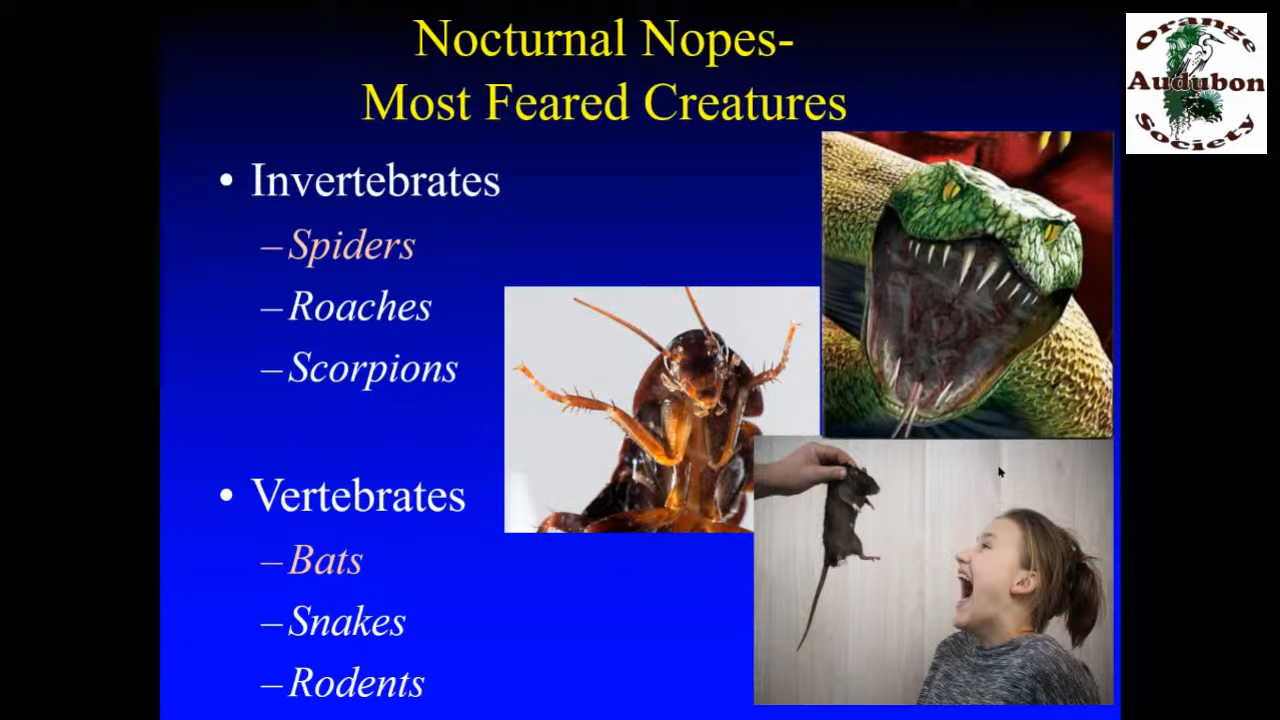 Nocturnal Nopes-
Most Feared Creatures
• Invertebrates
–Spiders
–Roaches
–Scorpions
• Vertebrates
–Bats
–Snakes
–Rodents
Orange
Audubon
Society